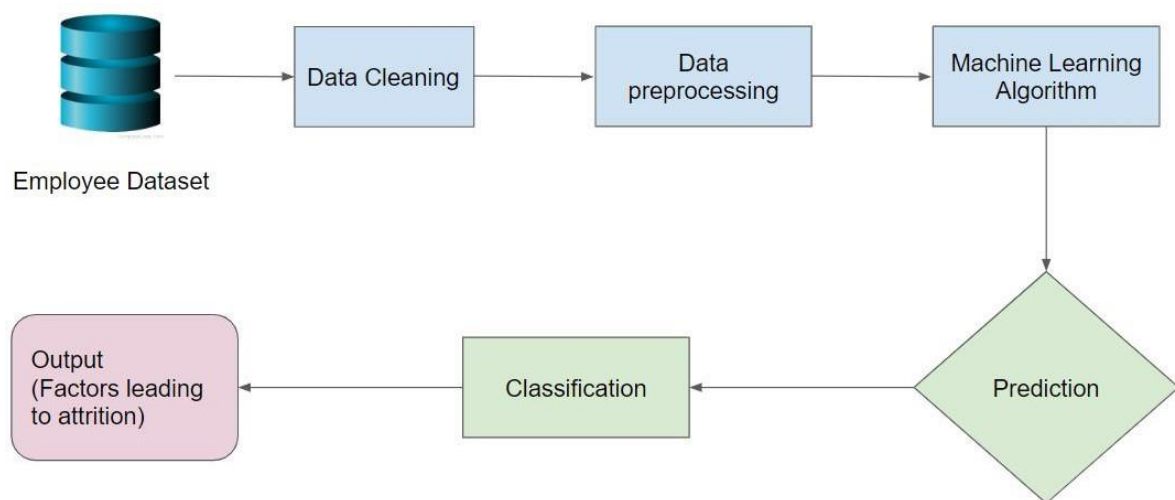 Data Cleaning
Data
preprocessing
Machine Learning
Algorithm
Employee Dataset
Output
(Factors leading
to attrition)
Classification
Prediction